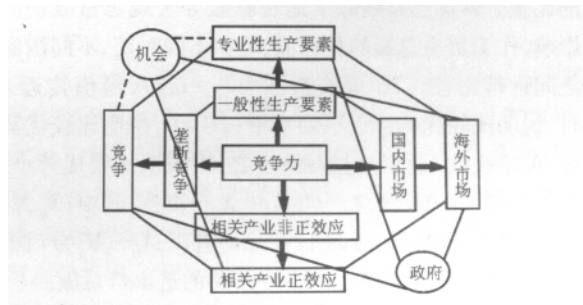 机会
专业性生产要素
一般性生产要素
竞争
垄断竞争
竞争力
国内市场
海外市场
相关产业非正效应
相关产业正效应
政府